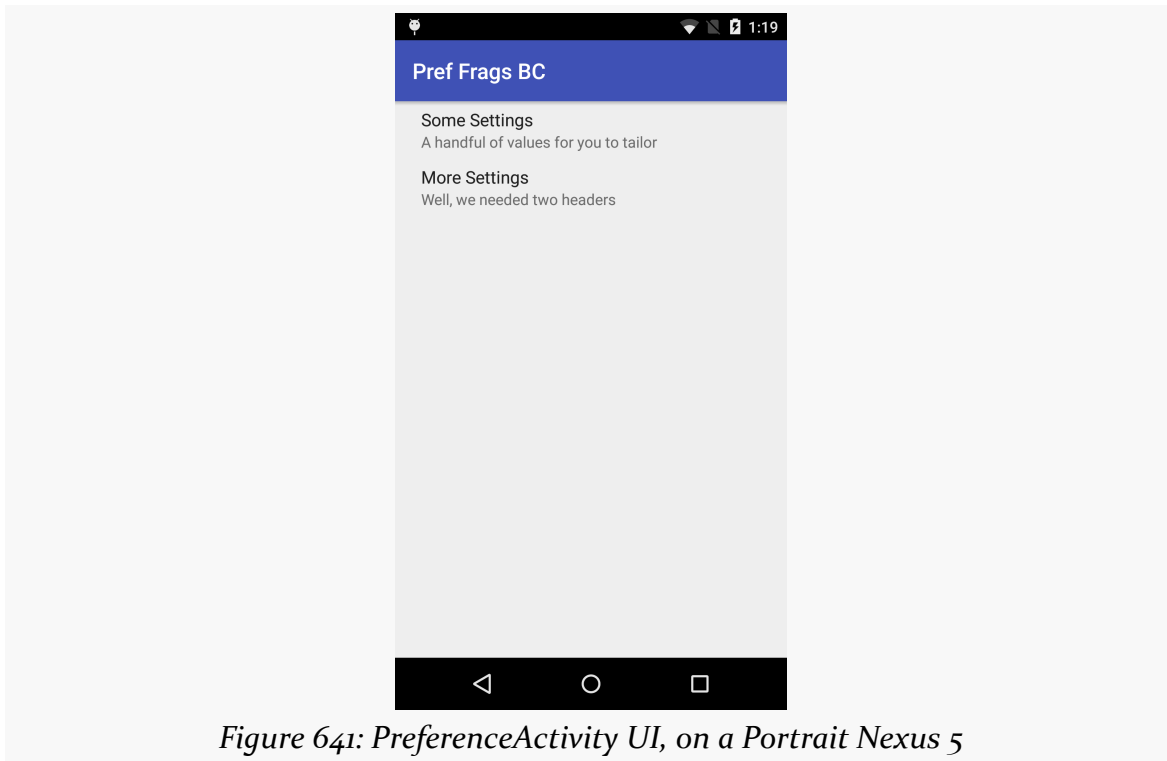 1:19
Pref Frags BC
Some Settings
A handful of values for you to tailor
More Settings
Well, we needed two headers
Figure 641: PreferenceActivity UI, on a Portrait Nexus 5